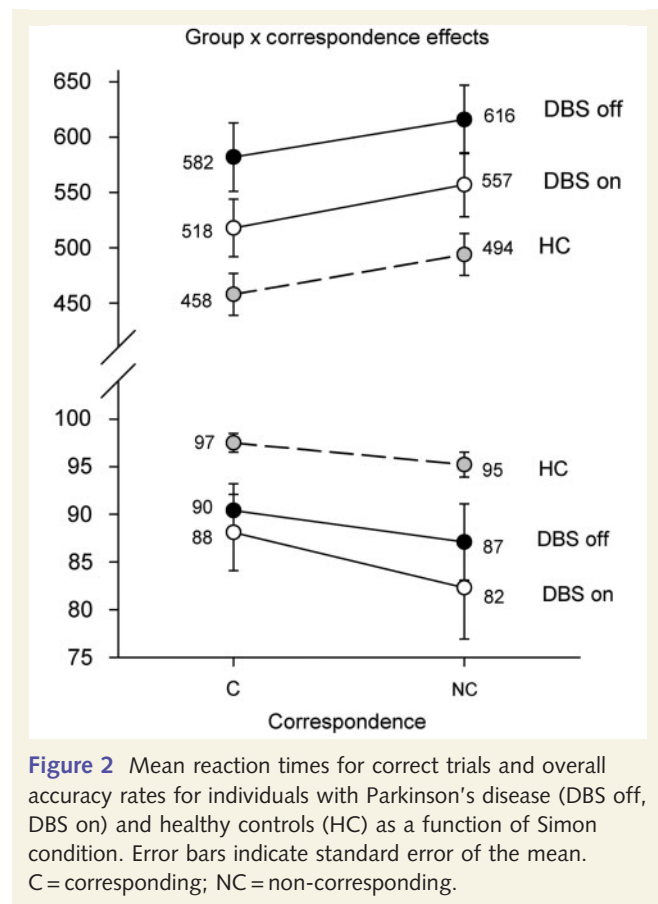 Group x correspondence effects
650
600
550
500
450
582
616
DBS off
518
557
DBS on
458
494
HC
100
95
90
85
80
75
97
95
HC
90
87
DBS off
88
82
DBS on
C
NC
Correspondence
Figure 2 Mean reaction times for correct trials and overall
accuracy rates for individuals with Parkinson's disease (DBS off,
DBS on) and healthy controls (HC) as a function of Simon
condition. Error bars indicate standard error of the mean.
C = corresponding; NC = non-corresponding.